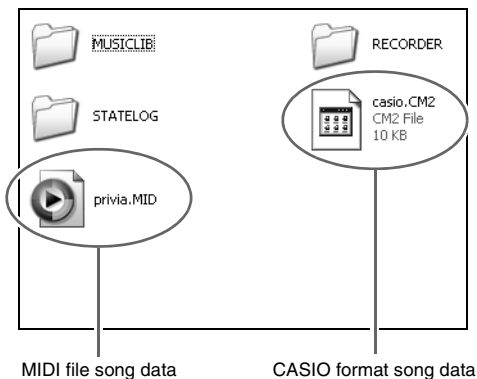 MUSICLIB
RECORDER
STATELOG
casio.CM2
CM2 File
10 KB
privia.MID
MIDI file song data
CASIO format song data